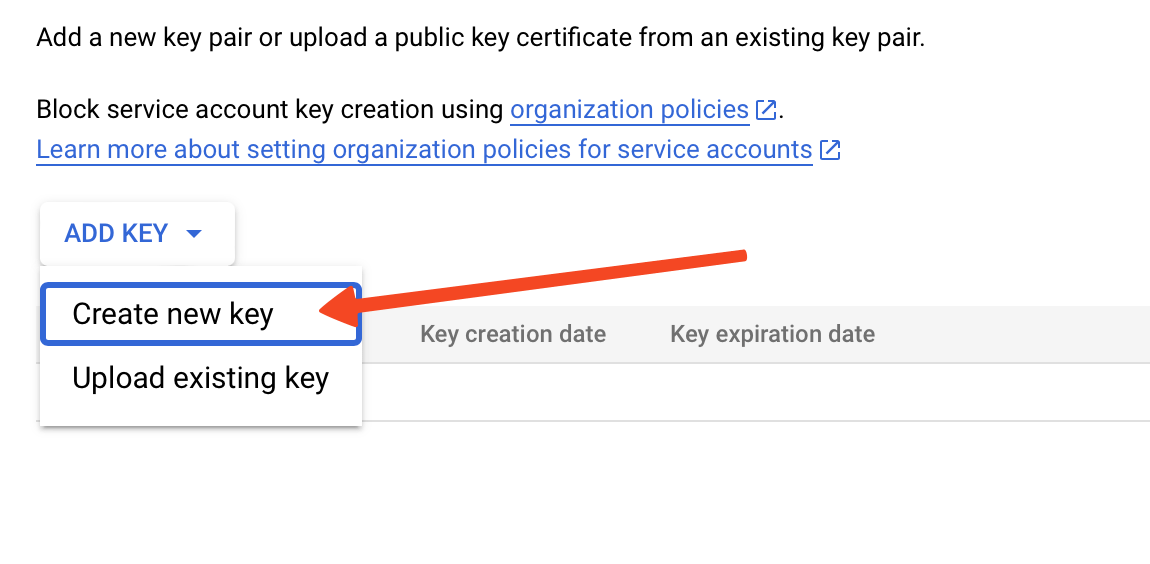 Add a new key pair or upload a public key certificate from an existing key pair.
Block service account key creation using organization policies.
Learn more about setting organization policies for service accounts
ADD KEY
Create new key
Upload existing key
Key creation date Key expiration date